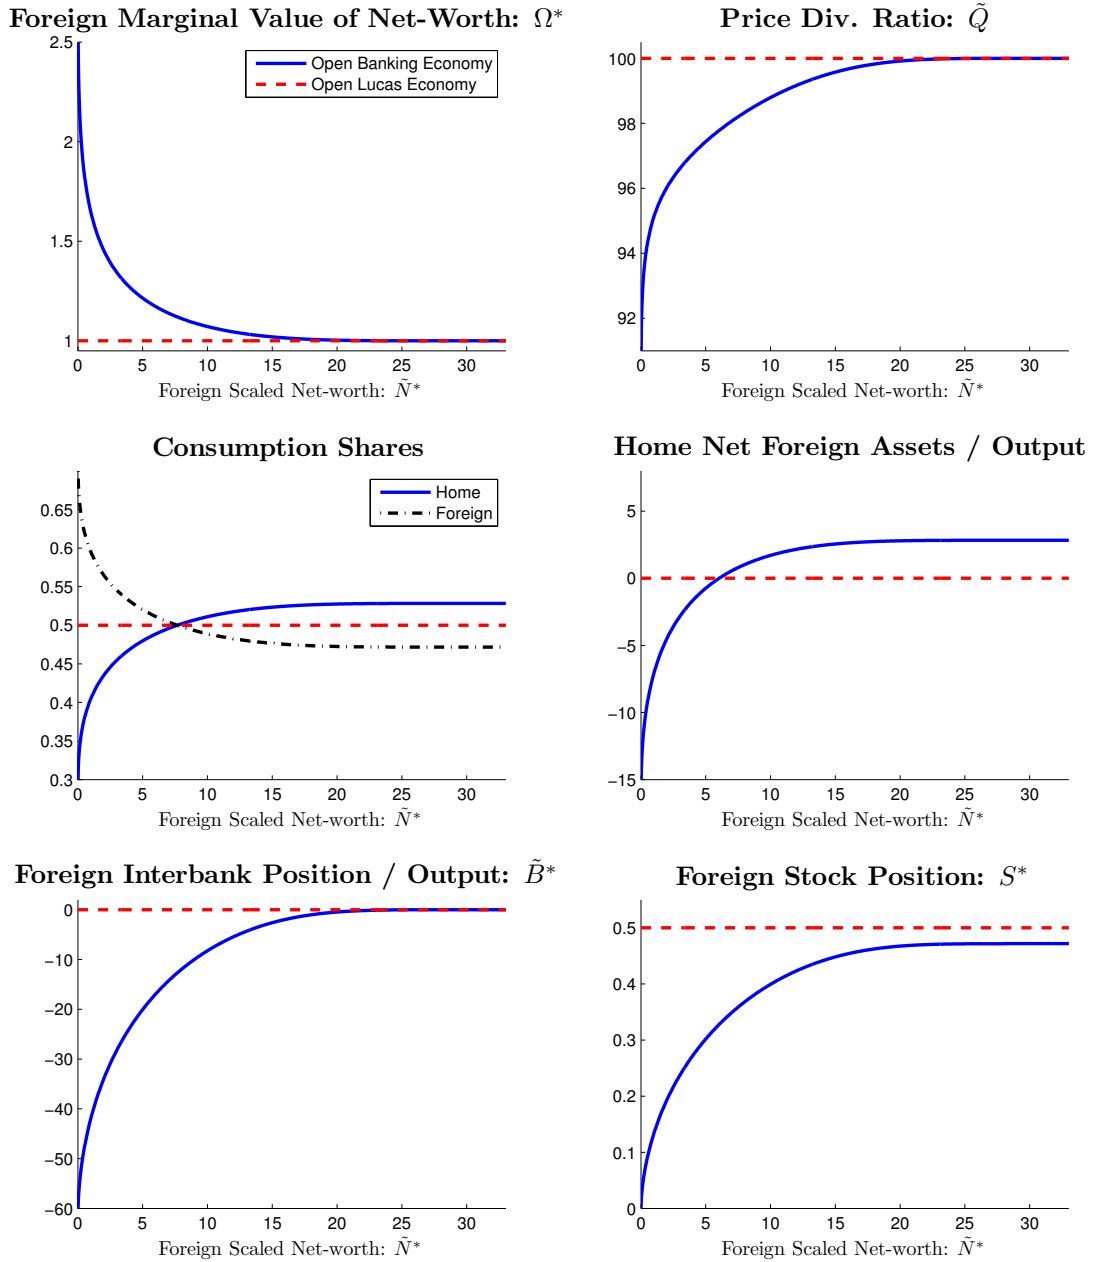 Foreign Marginal Value of Net-Worth: Ω*
2.5
2
1.5
1
Open Banking Economy
Open Lucas Economy
0 5 10 15 20 25 30
Foreign Scaled Net-worth: Ñ*
Price Div. Ratio: Q̃
100
98
96
94
92
0 5 10 15 20 25 30
Foreign Scaled Net-worth: Ñ*
Consumption Shares
0.65
0.6
0.55
0.5
0.45
0.4
0.35
0.3
Home
Foreign
0 5 10 15 20 25 30
Foreign Scaled Net-worth: Ñ*
Home Net Foreign Assets / Output
5
0
−5
−10
−15
0 5 10 15 20 25 30
Foreign Scaled Net-worth: Ñ*
Foreign Interbank Position / Output: B̃*
0
−10
−20
−30
−40
−50
−60
0 5 10 15 20 25 30
Foreign Scaled Net-worth: Ñ*
Foreign Stock Position: S*
0.5
0.4
0.3
0.2
0.1
0
0 5 10 15 20 25 30
Foreign Scaled Net-worth: Ñ*